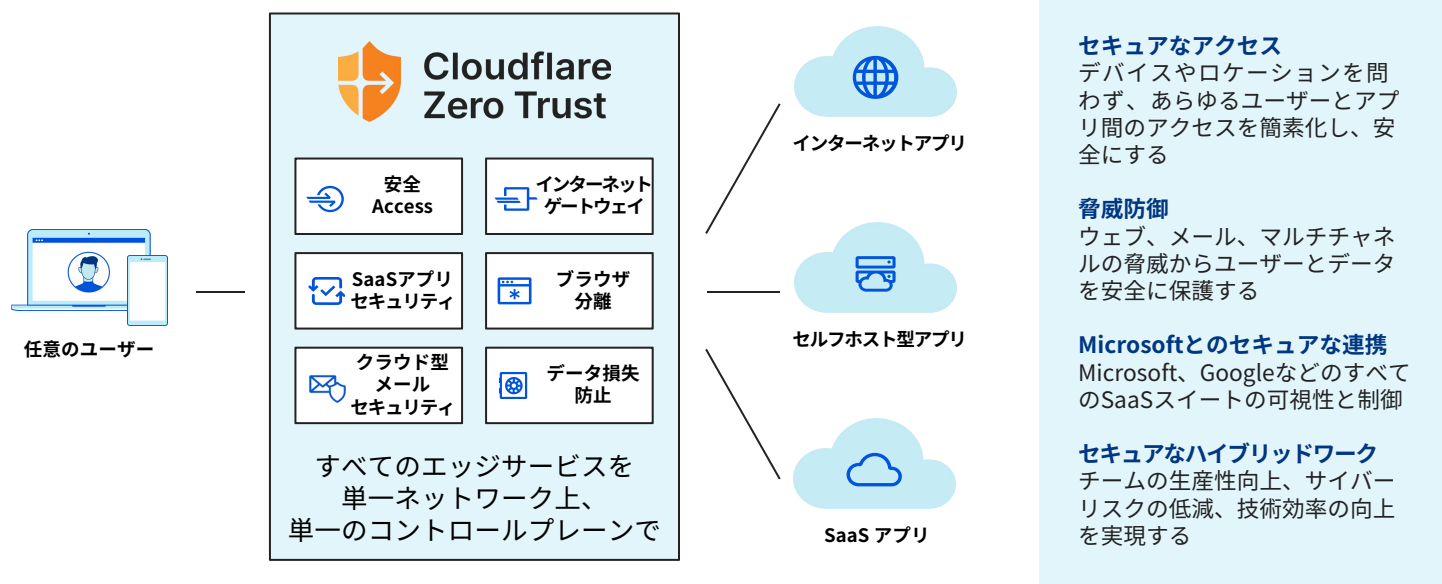 任意のユーザー
Cloudflare
Zero Trust
安全
Access
インターネット
ゲートウェイ
SaaSアプリ
セキュリティ
ブラウザ
分離
クラウド型
メール
セキュリティ
データ損失
防止
すべてのエッジサービスを
単一ネットワーク上、
単一のコントロールプレーンで
インターネットアプリ
セルフホスト型アプリ
SaaS アプリ
セキュアなアクセス
デバイスやロケーションを問
わず、あらゆるユーザーとアプ
リ間のアクセスを簡素化し、安
全にする
脅威防御
ウェブ、メール、マルチチャネ
ルの脅威からユーザーとデータ
を安全に保護する
Microsoftとのセキュアな連携
Microsoft、Googleなどのすべて
のSaaSスイートの可視性と制御
セキュアなハイブリッドワーク
チームの生産性向上、サイバー
リスクの低減、技術効率の向上
を実現する